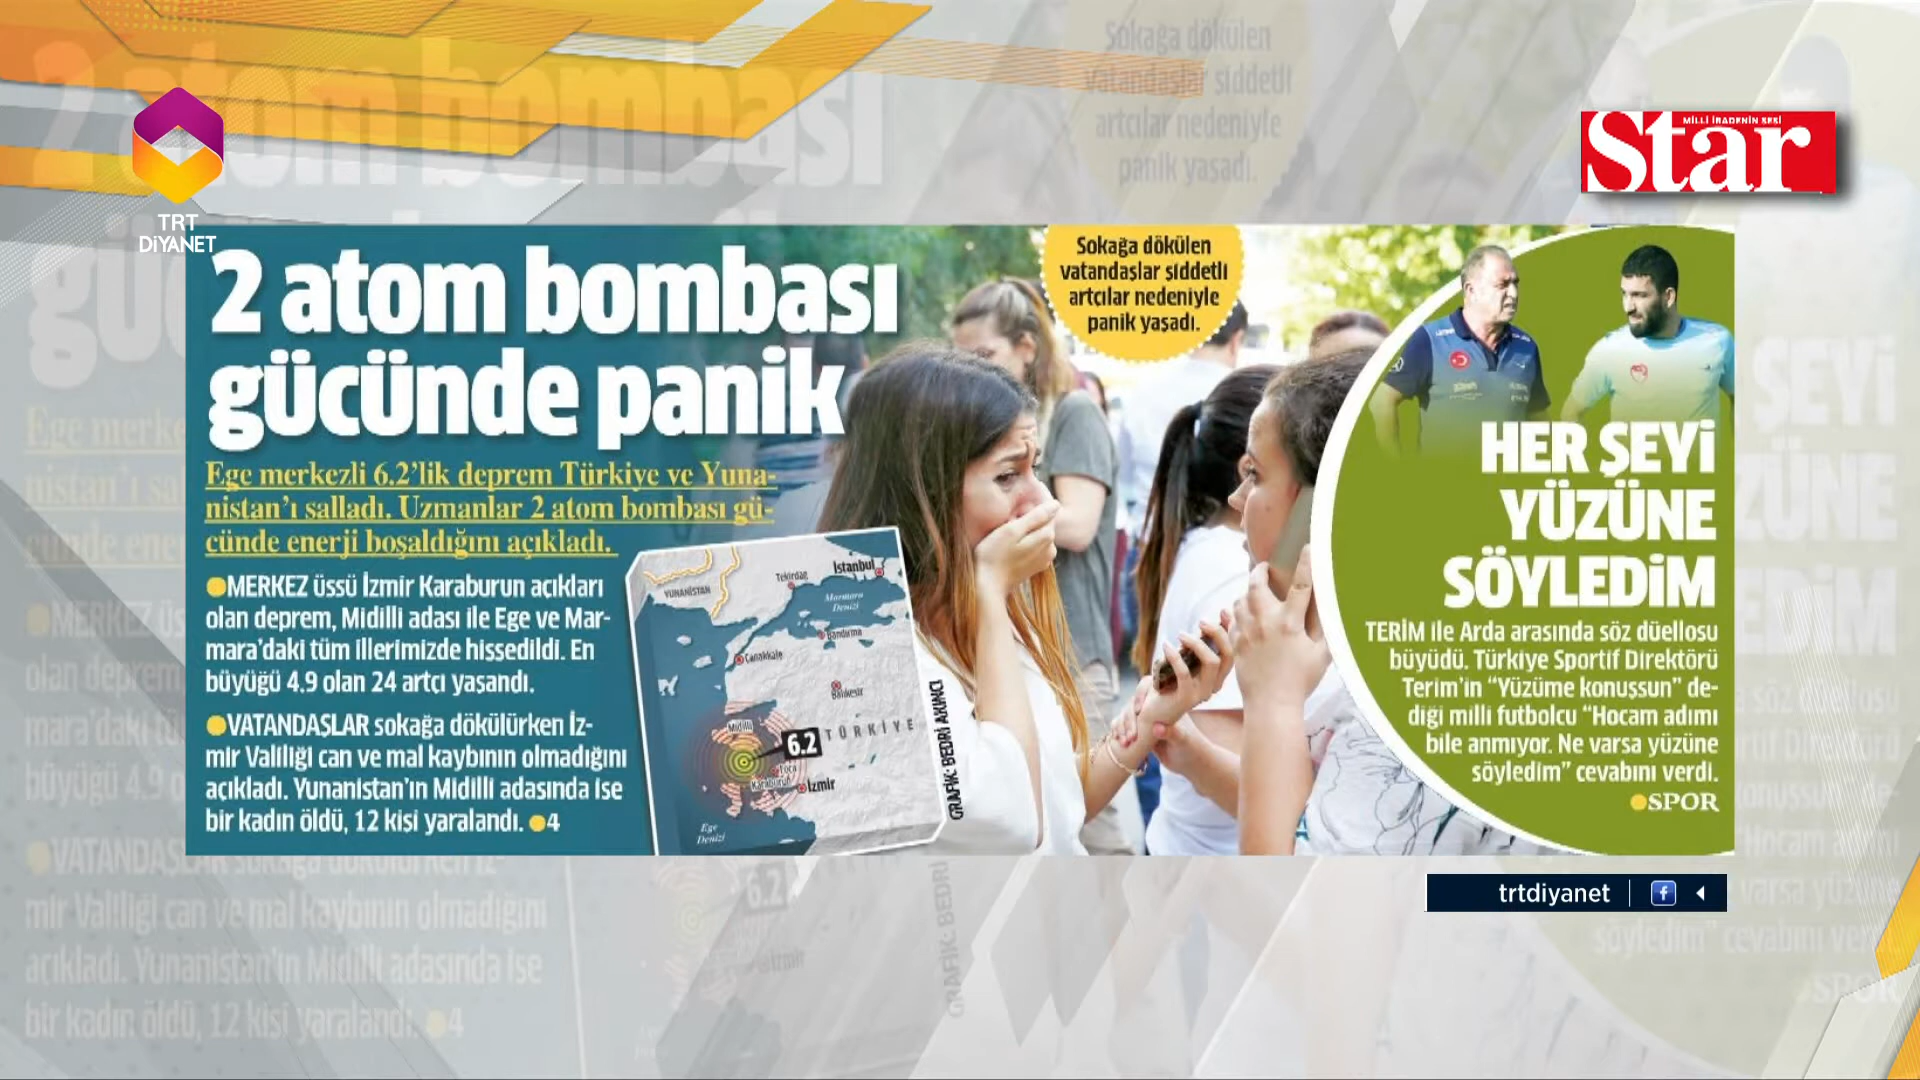 TRT
DİYANET
MİLLİ İRADENİN SESİ
Star
2 atom bombası
gücünde panik
Ege merkezli 6.2'lik deprem Türkiye ve Yuna-
nistan'ı salladı. Uzmanlar 2 atom bombası gü-
cünde enerji boşaldığını açıkladı.
MERKEZ üssü İzmir Karaburun açıkları
olan deprem, Midilli adası ile Ege ve Mar-
mara'daki tüm illerimizde hissedildi. En
büyüğü 4.9 olan 24 artçı yaşandı.
VATANDAŞLAR sokağa dökülürken İz-
mir Valiliği can ve mal kaybının olmadığını
açıkladı. Yunanistan'ın Midilli adasında ise
bir kadın öldü, 12 kişi yaralandı. 4
YUNANİSTAN
Tekirdağ
İstanbul
Marmara
Denizi
Bandırma
Çanakkale
Balıkesir
Midilli
6.2
TÜRKİYE
Foça
Karaburun
İzmir
Ege
Denizi
GRAFİK: BEDRİ AKINCI
Sokağa dökülen
vatandaşlar şiddetli
artçılar nedeniyle
panik yaşadı.
HER ŞEYİ
YÜZÜNE
SÖYLEDİM
TERİM ile Arda arasında söz düellosu
büyüdü. Türkiye Sportif Direktörü
Terim'in “Yüzüme konuşsun” de-
diği milli futbolcu “Hocam adımı
bile anmıyor. Ne varsa yüzüne
söyledim” cevabını verdi.
SPOR
trtdiyanet